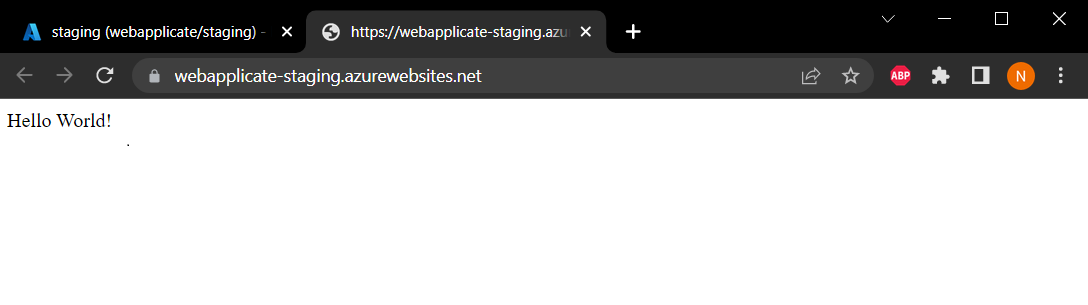 staging (webapplicate/staging) -
https://webapplicate-staging.azu
webapplicate-staging.azurewebsites.net
ABP
N
Hello World!
.